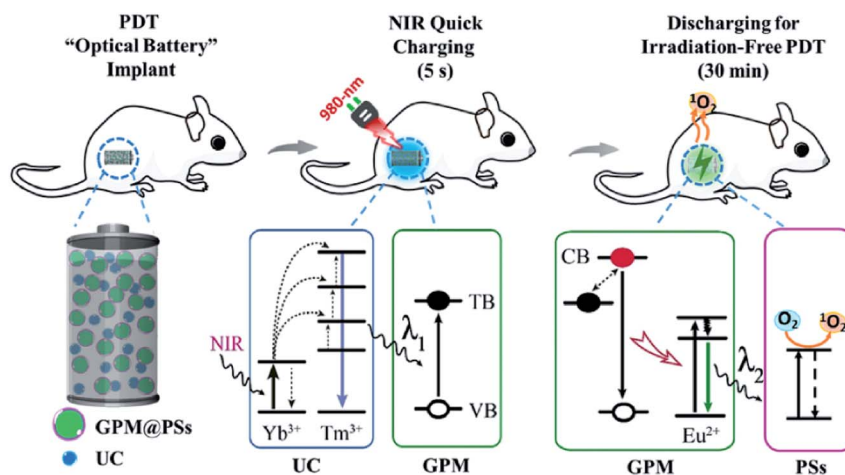 PDT
“Optical Battery”
Implant
NIR Quick
Charging
(5 s)
Discharging for
Irradiation-Free PDT
(30 min)
980-nm
¹O₂
NIR
Yb³⁺
Tm³⁺
λ₁
TB
VB
CB
Eu²⁺
λ₂
O₂
¹O₂
GPM@PSs
UC
UC
GPM
GPM
PSs